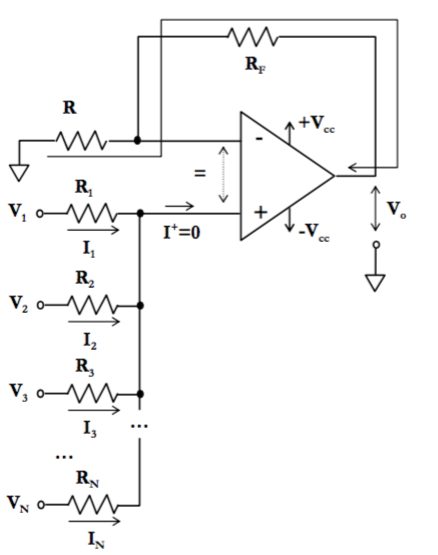 R_F
R
+V_cc
-
=
R_1
V_1
+
I^+=0
-V_cc
V_o
I_1
R_2
V_2
I_2
R_3
V_3
I_3
...
...
R_N
V_N
I_N